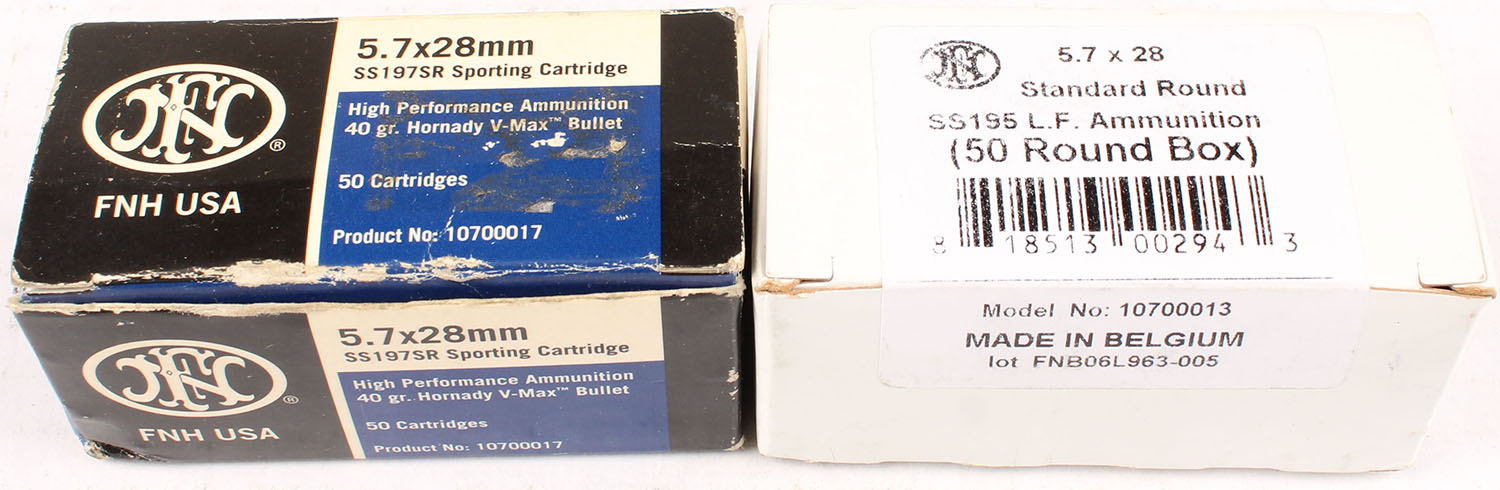 FN
®
FNH USA
5.7x28mm
SS197SR Sporting Cartridge
High Performance Ammunition
40 gr. Hornady V-Max™ Bullet
50 Cartridges
Product No: 10700017
FN
®
FNH USA
5.7x28mm
SS197SR Sporting Cartridge
High Performance Ammunition
40 gr. Hornady V-Max™ Bullet
50 Cartridges
Product No: 10700017
FN
5.7 x 28
Standard Round
SS195 L.F. Ammunition
(50 Round Box)
8 18513 00294 3
Model No: 10700013
MADE IN BELGIUM
lot FNB06L963-005